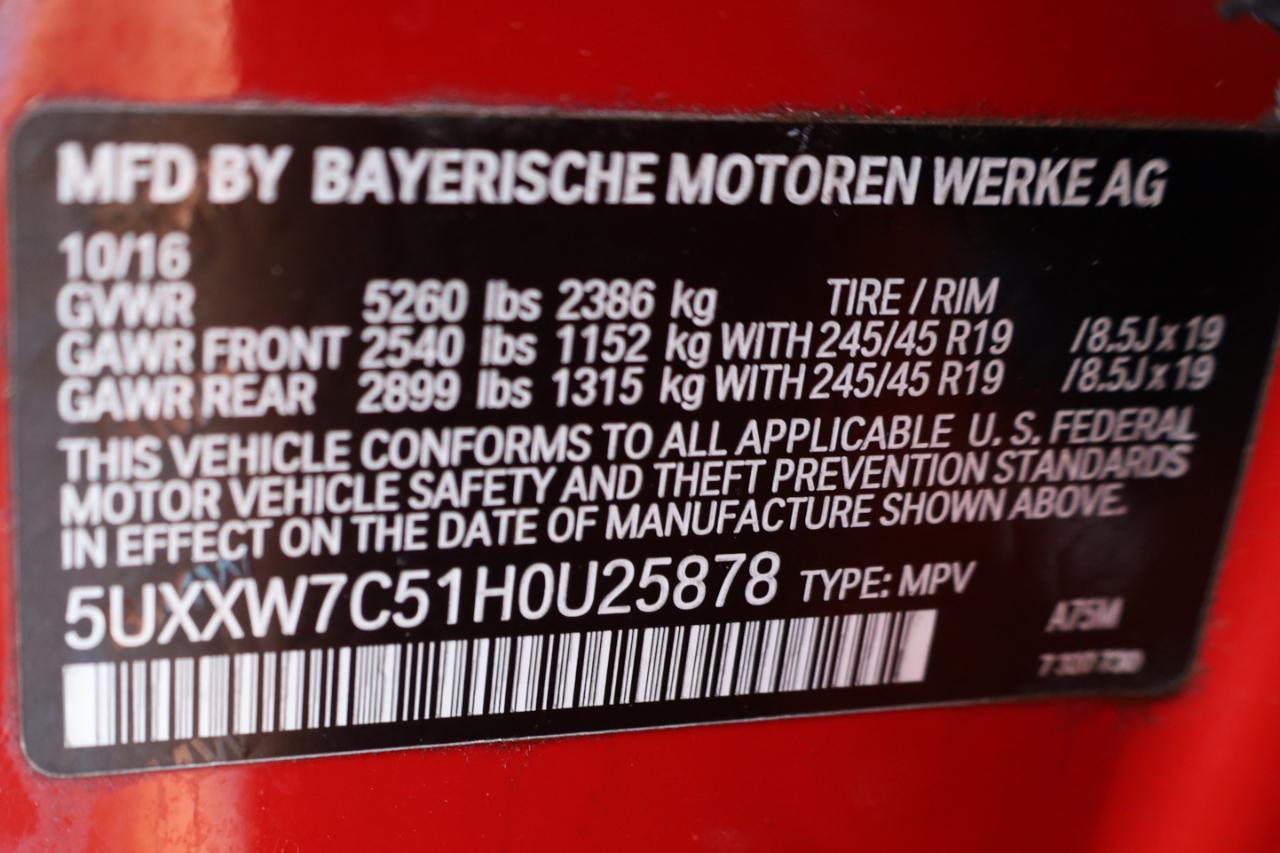 MFD BY BAYERISCHE MOTOREN WERKE AG
10/16
GVWR 5260 lbs 2386 kg TIRE / RIM
GAWR FRONT 2540 lbs 1152 kg WITH 245/45 R19 /8.5J x 19
GAWR REAR 2899 lbs 1315 kg WITH 245/45 R19 /8.5J x 19
THIS VEHICLE CONFORMS TO ALL APPLICABLE U. S. FEDERAL
MOTOR VEHICLE SAFETY AND THEFT PREVENTION STANDARDS
IN EFFECT ON THE DATE OF MANUFACTURE SHOWN ABOVE.
5UXXW7C51H0U25878 TYPE: MPV
A75M